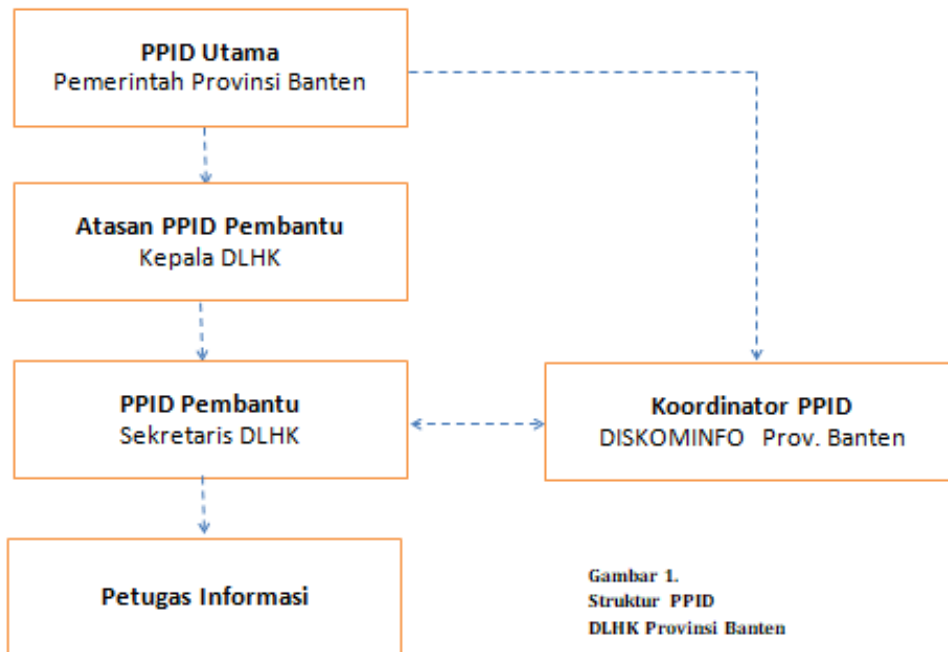 PPID Utama
Pemerintah Provinsi Banten
Atasan PPID Pembantu
Kepala DLHK
PPID Pembantu
Sekretaris DLHK
Koordinator PPID
DISKOMINFO Prov. Banten
Petugas Informasi
Gambar 1.
Struktur PPID
DLHK Provinsi Banten